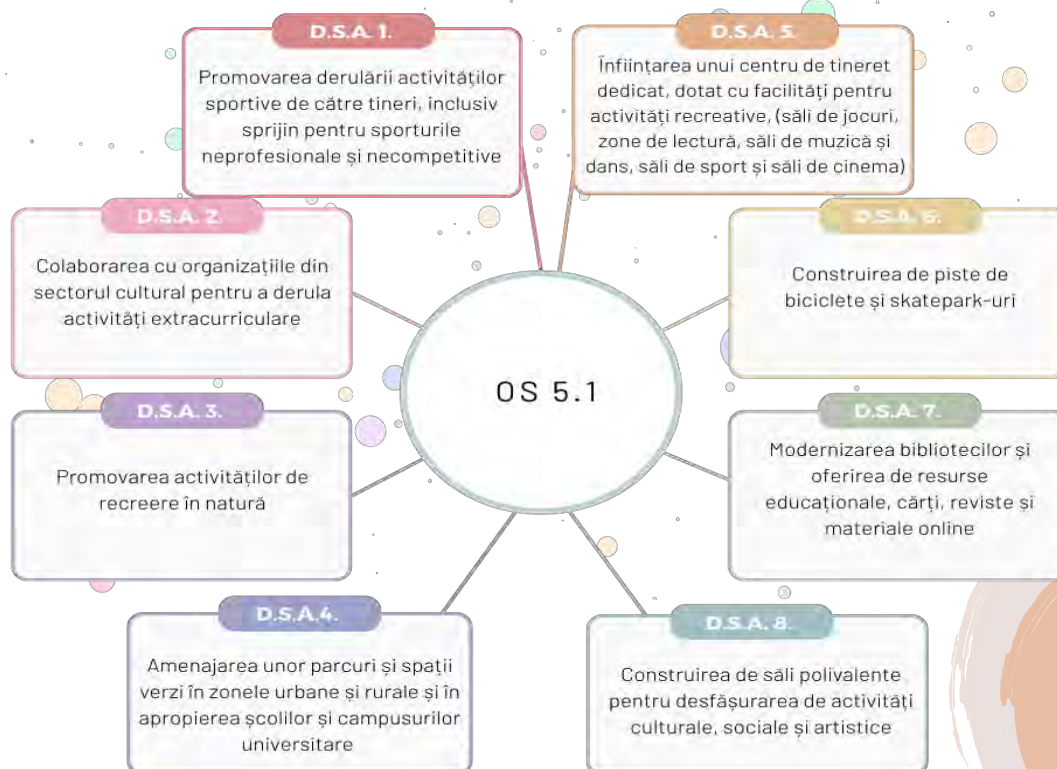 D.S.A. 1.
Promovarea derulării activităților
sportive de către tineri, inclusiv
sprijin pentru sporturile
neprofesionale și necompetitive
D.S.A. 2.
Colaborarea cu organizațiile din
sectorul cultural pentru a derula
activități extracurriculare
D.S.A. 3.
Promovarea activităților de
recreere în natură
D.S.A.4.
Amenajarea unor parcuri și spații
verzi în zonele urbane și rurale și în
apropierea școlilor și campusurilor
universitare
OS 5.1
D.S.A. 5.
Înființarea unui centru de tineret
dedicat, dotat cu facilități pentru
activități recreative, (săli de jocuri,
zone de lectură, săli de muzică și
dans, săli de sport și săli de cinema)
D.S.A. 6.
Construirea de piste de
biciclete și skatepark-uri
D.S.A. 7.
Modernizarea bibliotecilor și
oferirea de resurse
educaționale, cărți, reviste și
materiale online
D.S.A. 8.
Construirea de săli polivalente
pentru desfășurarea de activități
culturale, sociale și artistice